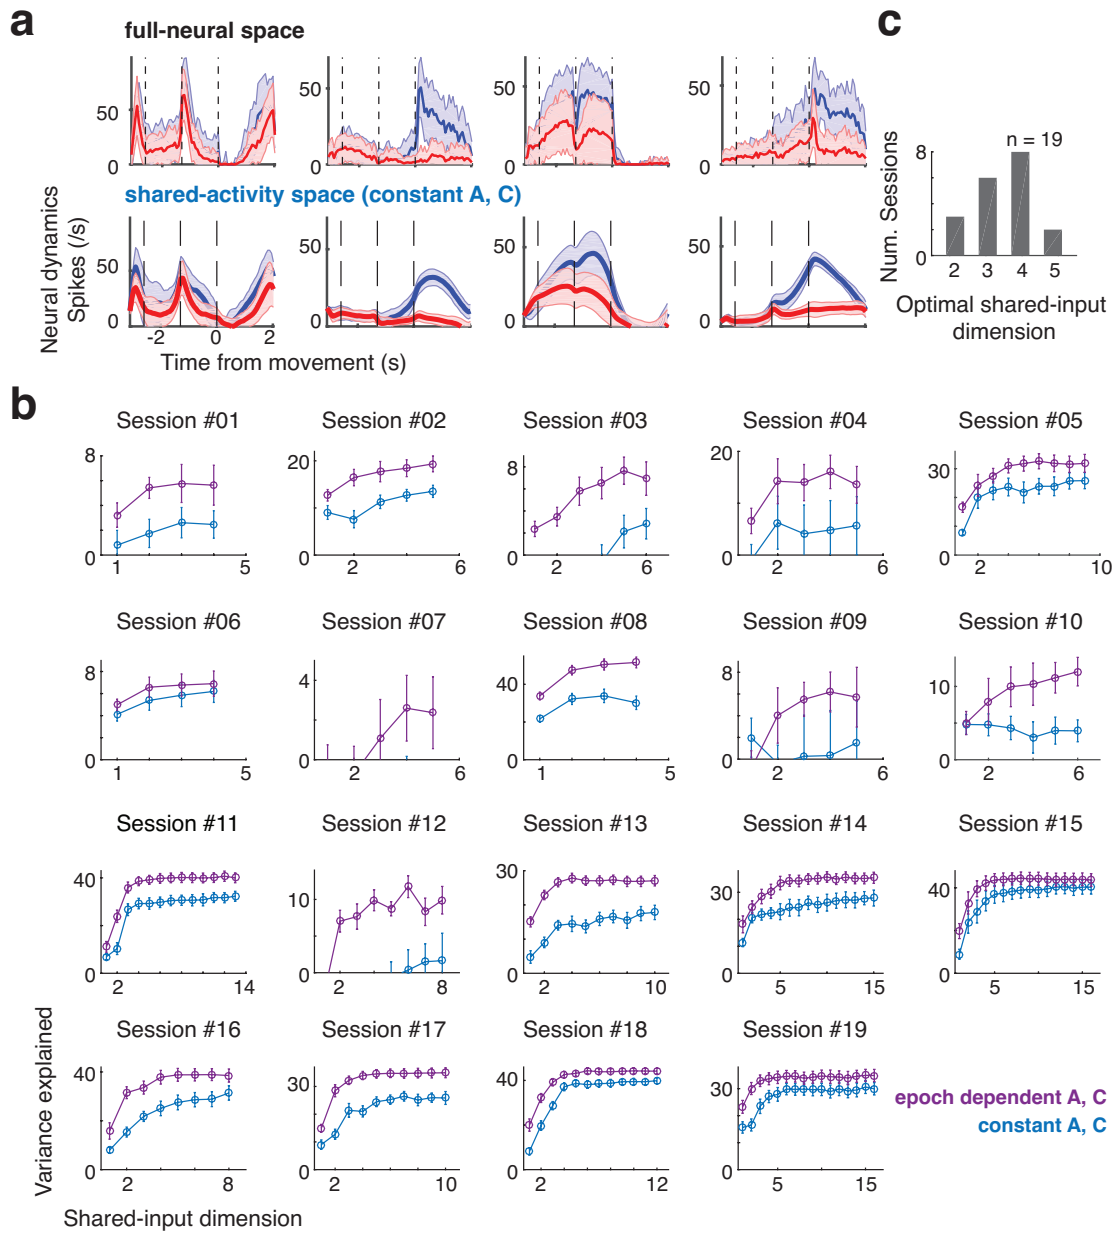 a
full-neural space
50
0
50
0
50
0
50
0
shared-activity space (constant A, C)
Neural dynamics
Spikes (/s)
50
0
50
0
50
0
50
0
-2
0
2
Time from movement (s)
c
n = 19
Num. Sessions
8
0
2
3
4
5
Optimal shared-input
dimension
b
Session #01
8
0
1
5
Session #02
20
0
2
6
Session #03
8
0
2
6
Session #04
20
0
2
6
Session #05
30
0
2
10
Session #06
8
0
1
5
Session #07
4
0
2
6
Session #08
40
0
1
5
Session #09
8
0
2
6
Session #10
10
0
2
6
Session #11
40
0
2
14
Session #12
10
0
2
8
Session #13
30
0
2
10
Session #14
30
0
5
15
Session #15
40
0
5
15
Session #16
40
0
2
8
Session #17
30
0
2
10
Session #18
40
0
2
12
Session #19
30
0
5
15
epoch dependent A, C
constant A, C
Variance explained
Shared-input dimension